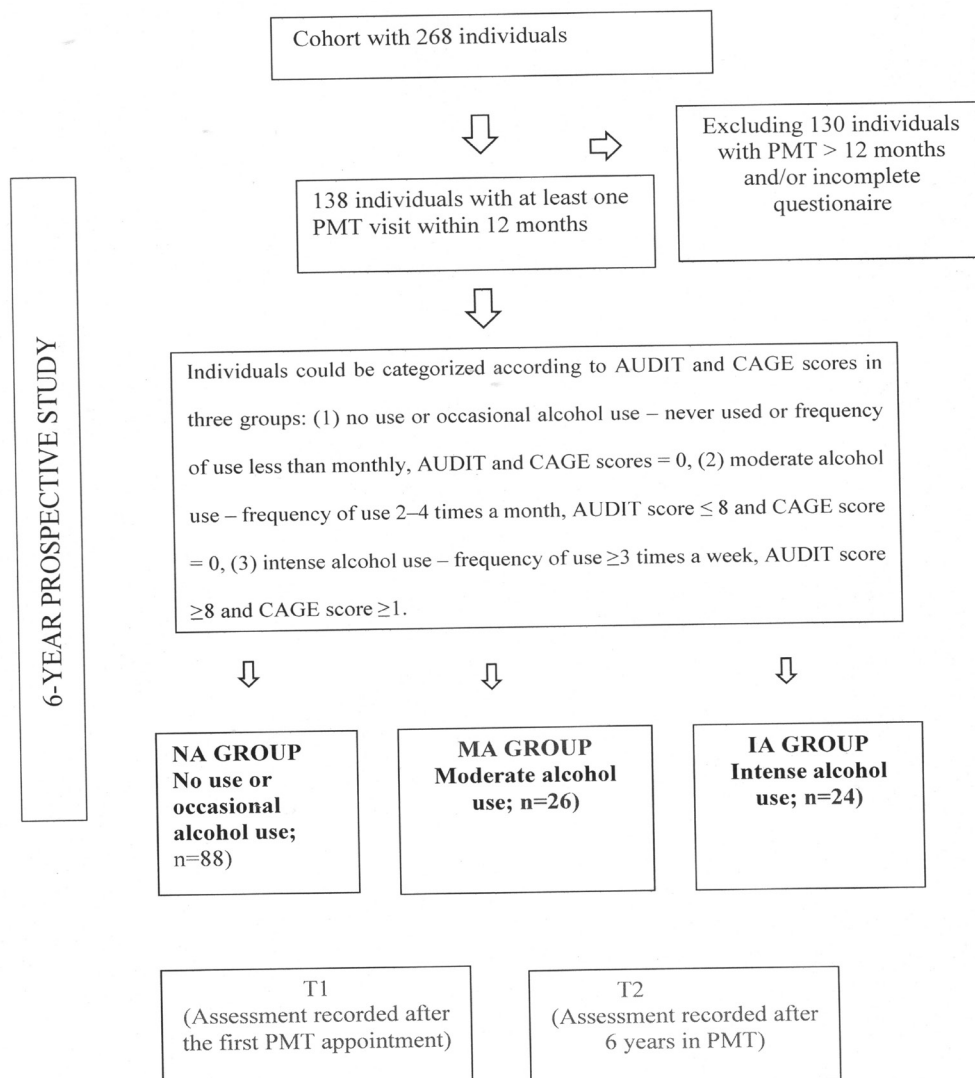 Cohort with 268 individuals
Excluding 130 individuals
with PMT > 12 months
and/or incomplete
questionaire
138 individuals with at least one
PMT visit within 12 months
6-YEAR PROSPECTIVE STUDY
Individuals could be categorized according to AUDIT and CAGE scores in
three groups: (1) no use or occasional alcohol use – never used or frequency
of use less than monthly, AUDIT and CAGE scores = 0, (2) moderate alcohol
use – frequency of use 2–4 times a month, AUDIT score ≤ 8 and CAGE score
= 0, (3) intense alcohol use – frequency of use ≥3 times a week, AUDIT score
≥8 and CAGE score ≥1.
NA GROUP
No use or
occasional
alcohol use;
n=88)
MA GROUP
Moderate alcohol
use; n=26)
IA GROUP
Intense alcohol
use; n=24)
T1
(Assessment recorded after
the first PMT appointment)
T2
(Assessment recorded after
6 years in PMT)